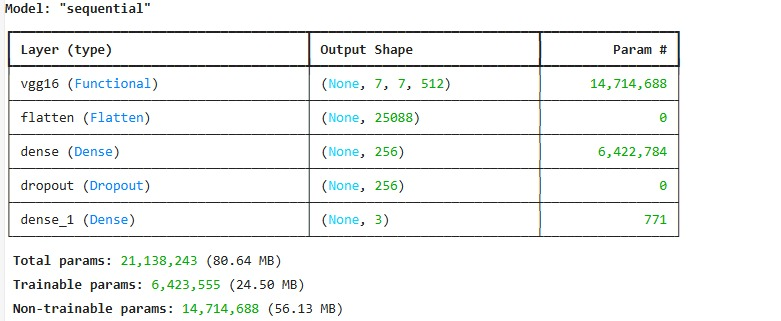 Model: "sequential"
Layer (type) Output Shape Param #
vgg16 (Functional) (None, 7, 7, 512) 14,714,688
flatten (Flatten) (None, 25088) 0
dense (Dense) (None, 256) 6,422,784
dropout (Dropout) (None, 256) 0
dense_1 (Dense) (None, 3) 771
Total params: 21,138,243 (80.64 MB)
Trainable params: 6,423,555 (24.50 MB)
Non-trainable params: 14,714,688 (56.13 MB)